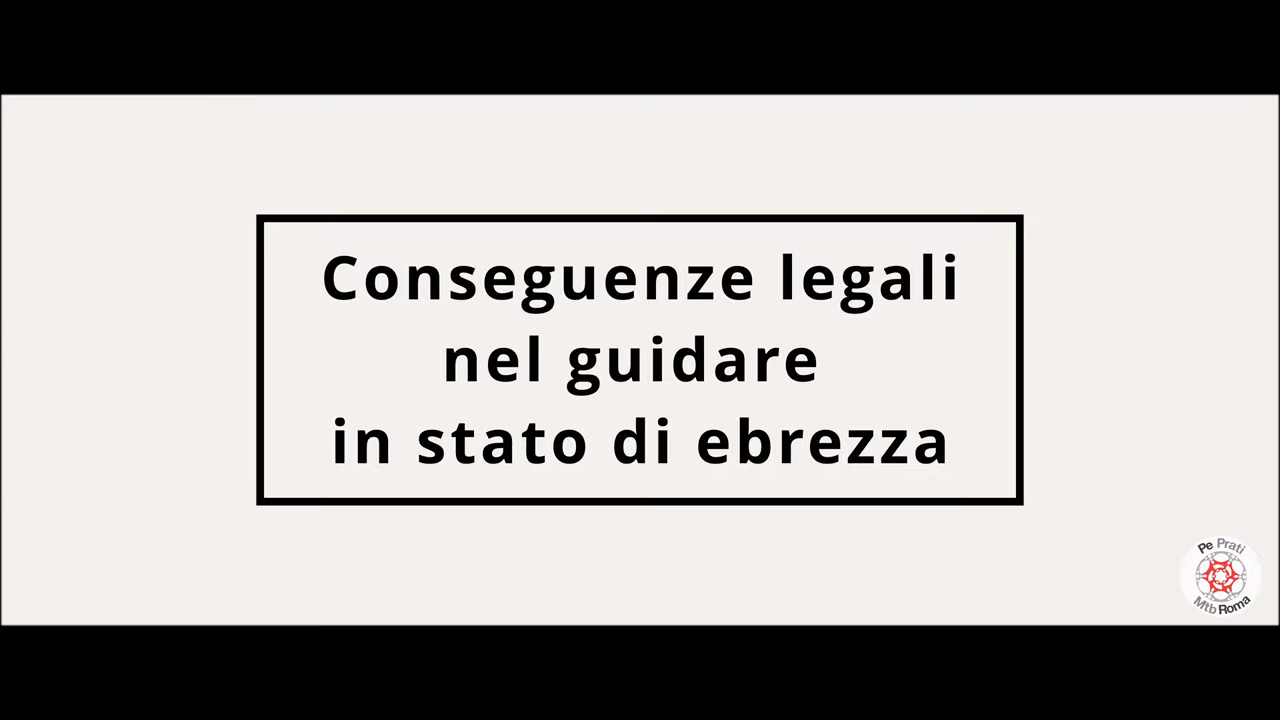 Conseguenze legali
nel guidare
in stato di ebrezza
Pe Prati
Mtb Roma